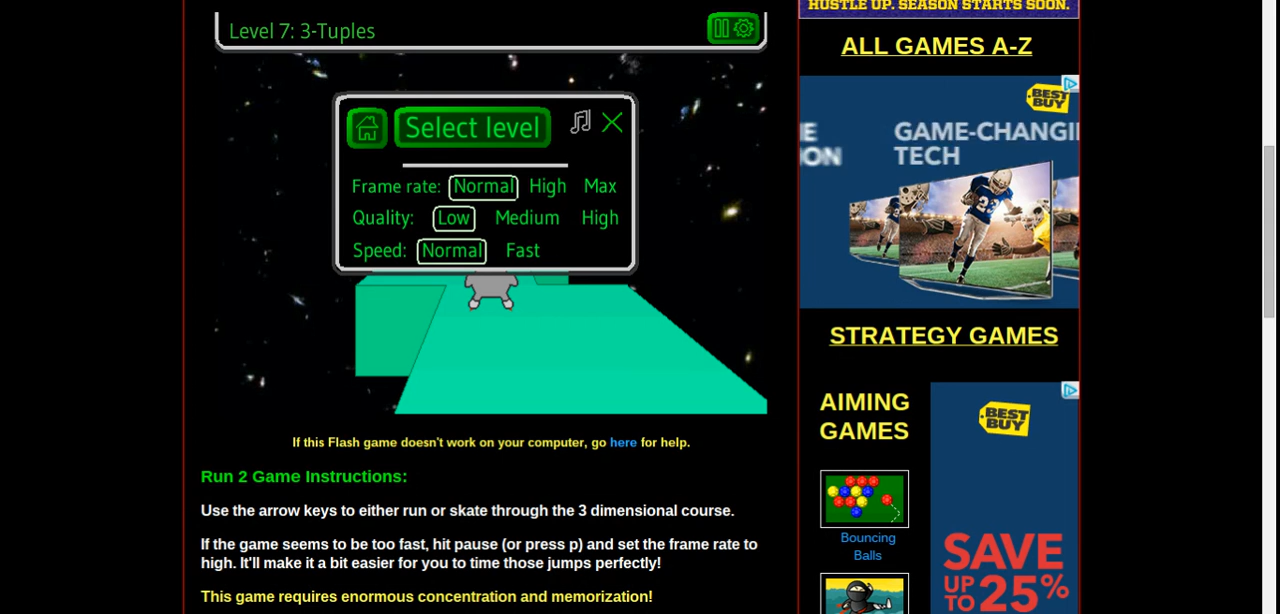 Level 7: 3-Tuples
Select level
Frame rate: Normal High Max
Quality: Low Medium High
Speed: Normal Fast
If this Flash game doesn't work on your computer, go here for help.
Run 2 Game Instructions:
Use the arrow keys to either run or skate through the 3 dimensional course.
If the game seems to be too fast, hit pause (or press p) and set the frame rate to
high. It'll make it a bit easier for you to time those jumps perfectly!
This game requires enormous concentration and memorization!
HUSTLE UP. SEASON STARTS SOON.
ALL GAMES A-Z
BEST
BUY
GAME-CHANGI
TECH
STRATEGY GAMES
AIMING
GAMES
Bouncing
Balls
BEST
BUY
SAVE
UP TO 25%